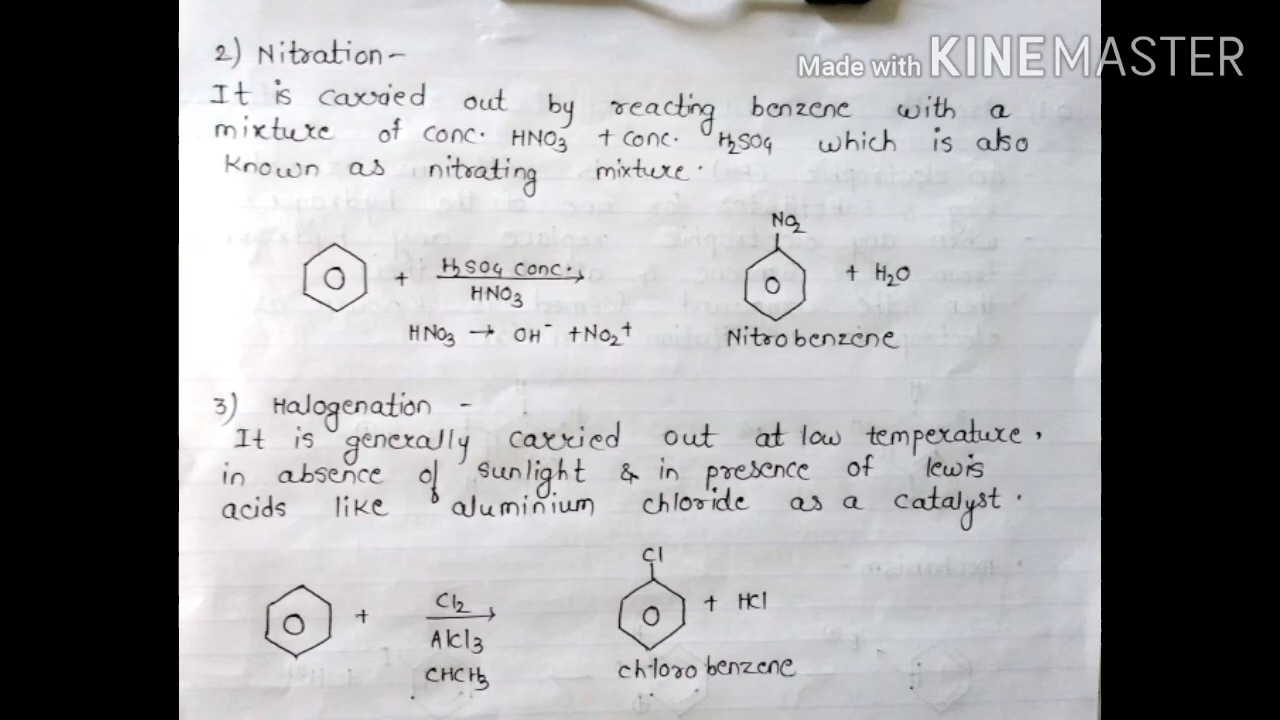 Made with KINEMASTER
2) Nitration -
It is carried out by reacting benzene with a
mixture of conc. HNO3 + conc. H2SO4 which is also
known as nitrating mixture.
NO2
+ H2SO4 conc. + H2O
HNO3
HNO3 → OH⁻ + NO2⁺ Nitrobenzene
3) Halogenation -
It is generally carried out at low temperature,
in absence of sunlight & in presence of lewis
acids like aluminium chloride as a catalyst.
Cl
+ Cl2 + HCl
AlCl3
CHCH3 chlorobenzene